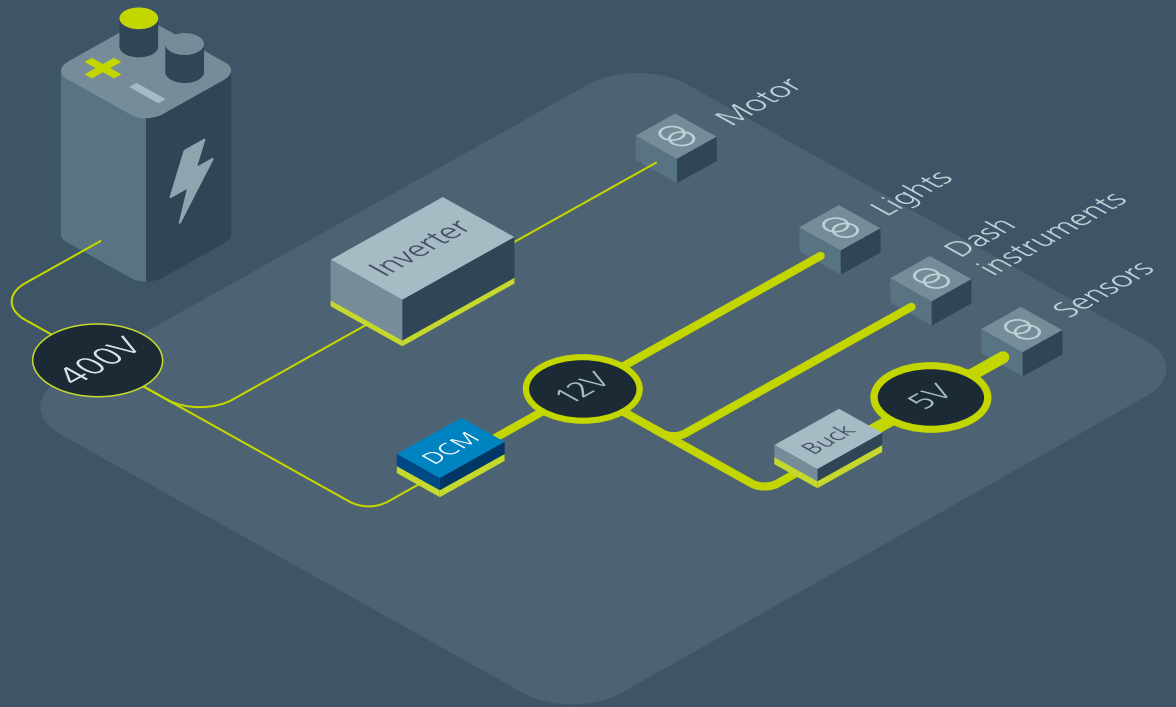 Motor
Lights
Dash
instruments
Sensors
Inverter
400V
12V
5V
DCM
Buck